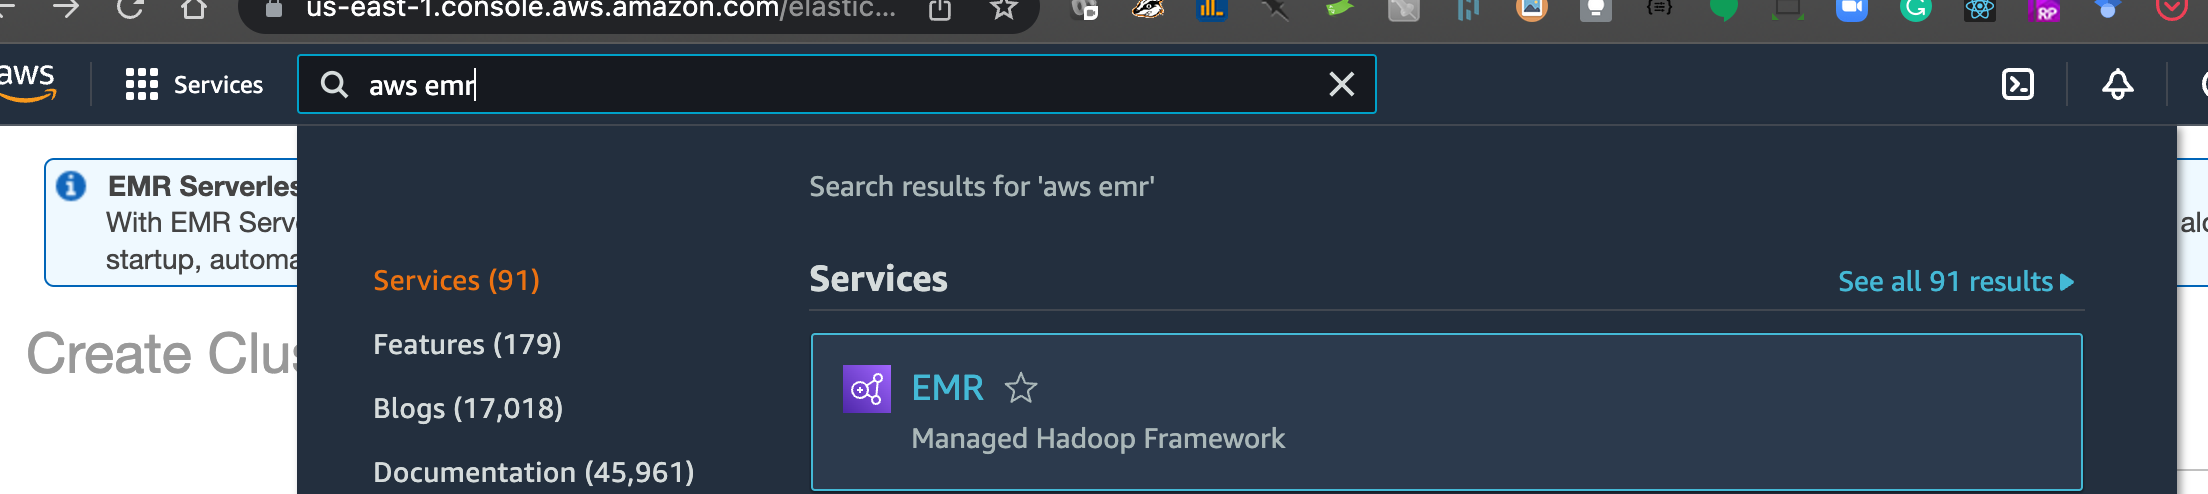 us-east-1.console.aws.amazon.com/elastic...
RP
aws
Services
aws emr
EMR Serverles
With EMR Serv
startup, automa
Search results for 'aws emr'
Services (91)
Features (179)
Blogs (17,018)
Documentation (45,961)
Services
See all 91 results
EMR
Managed Hadoop Framework
Create Clus